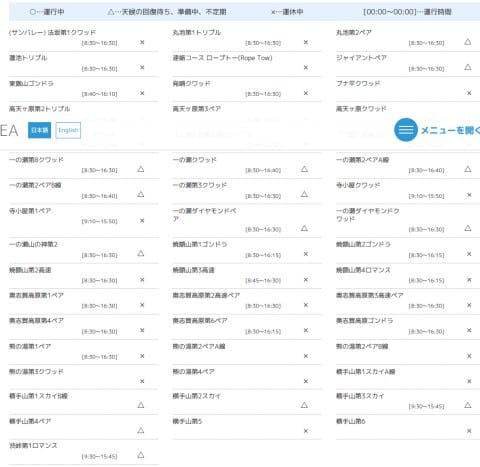 ○…運行中 △…天候の回復待ち、準備中、不定期 ×…運休中 [00:00〜00:00]…運行時間
(サンバレー) 法坂第1クワッド 丸池第1トリプル 丸池第2ペア
[8:30〜16:30] × [8:30〜16:30] × [8:30〜16:30] △
蓮池トリプル 連絡コース ロープトー(Rope Tow) ジャイアントペア
[8:30〜16:30] × × [8:30〜16:30] △
東館山ゴンドラ 発哺クワッド ブナ平クワッド
[8:40〜16:10] × × ×
高天ヶ原第2トリプル 高天ヶ原第3ペア 高天ヶ原クワッド
EA 日本語 English メニューを開く
一の瀬 クワッド 一の瀬クワッド 一の瀬第2ペアA線
[8:30〜16:30] △ [8:30〜16:40] △ [8:30〜16:40] △
一の瀬第2ペアB線 一の瀬第3クワッド 寺小屋クワッド
[8:30〜16:40] △ [8:30〜16:40] △ [9:10〜15:50] ×
寺小屋第1ペア 一の瀬ダイヤモンドペ 一の瀬ダイヤモンドク
[9:10〜15:50] × ア ワッド
[8:30〜16:30] △ [8:30〜16:30] △
一の瀬山の神第2 焼額山第1ゴンドラ 焼額山第2ゴンドラ
[8:30〜16:30] △ [8:30〜16:15] × [8:30〜16:15] ×
焼額山第2高速 焼額山第3高速 焼額山第4ロマンス
[8:30〜16:15] × [8:45〜16:30] × [8:30〜16:15] ×
奥志賀高原第1ペア 奥志賀高原第2高速ペア 奥志賀高原第3高速ペア
[8:30〜16:30] × [8:30〜16:30] × [8:30〜16:30] ×
奥志賀高原第4ペア 奥志賀高原第6ペア 奥志賀高原ゴンドラ
[8:30〜16:30] × [8:30〜16:15] × [8:30〜16:30] ×
熊の湯第1ペア 熊の湯第2ペアA線 熊の湯第2ペアB線
[8:30〜16:30] × × ×
熊の湯第3クワッド 熊の湯第4ペア 横手山第1スカイA線
× × ×
横手山第1スカイB線 横手山第2スカイ 横手山第3スカイ
△ △ [9:30〜15:45] △
横手山第4ペア 横手山第5 横手山第6
△ × ×
渋峠第1ロマンス
[9:30〜15:45] △